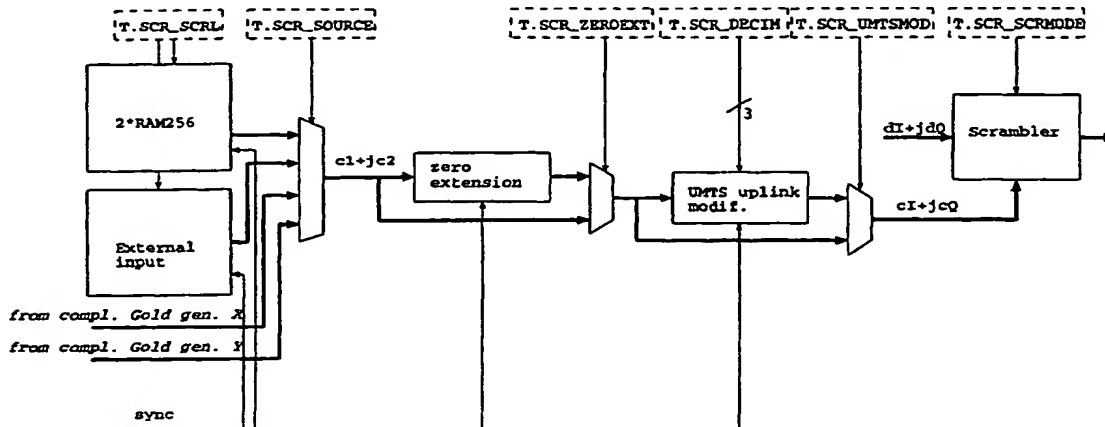 T.SCR_SCRL T.SCR_SOURCE T.SCR_ZEROEXT T.SCR_DECIM T.SCR_UMTSMOD T.SCR_SCRMODE
2*RAM256
3
dI+jdQ
Scrambler
c1+jc2
zero
extension
UMTS uplink
modif.
cI+jcQ
External
input
from compl. Gold gen. X
from compl. Gold gen. Y
sync